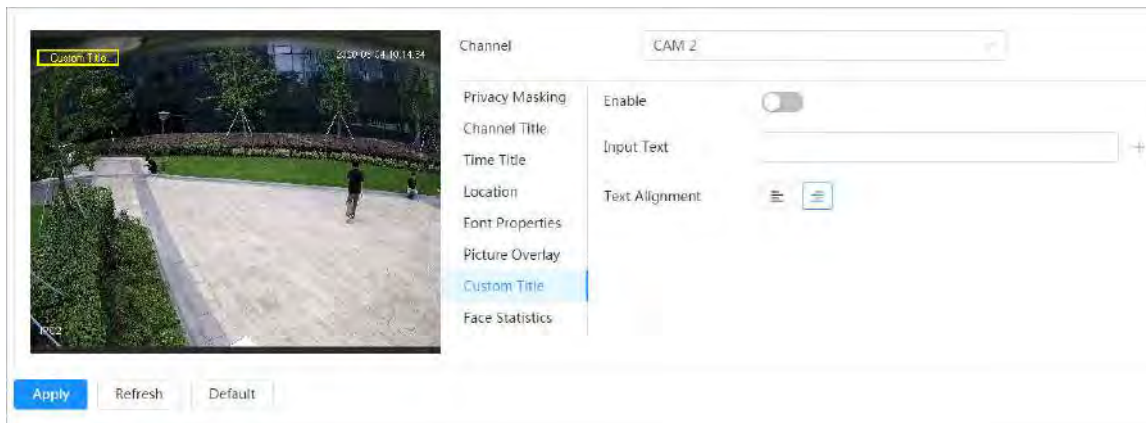 Custom Title
Channel
CAM 2
Privacy Masking
Enable
Channel Title
Input Text
Time Title
Location
Text Alignment
Font Properties
Picture Overlay
Custom Title
Face Statistics
IPC2
Apply
Refresh
Default